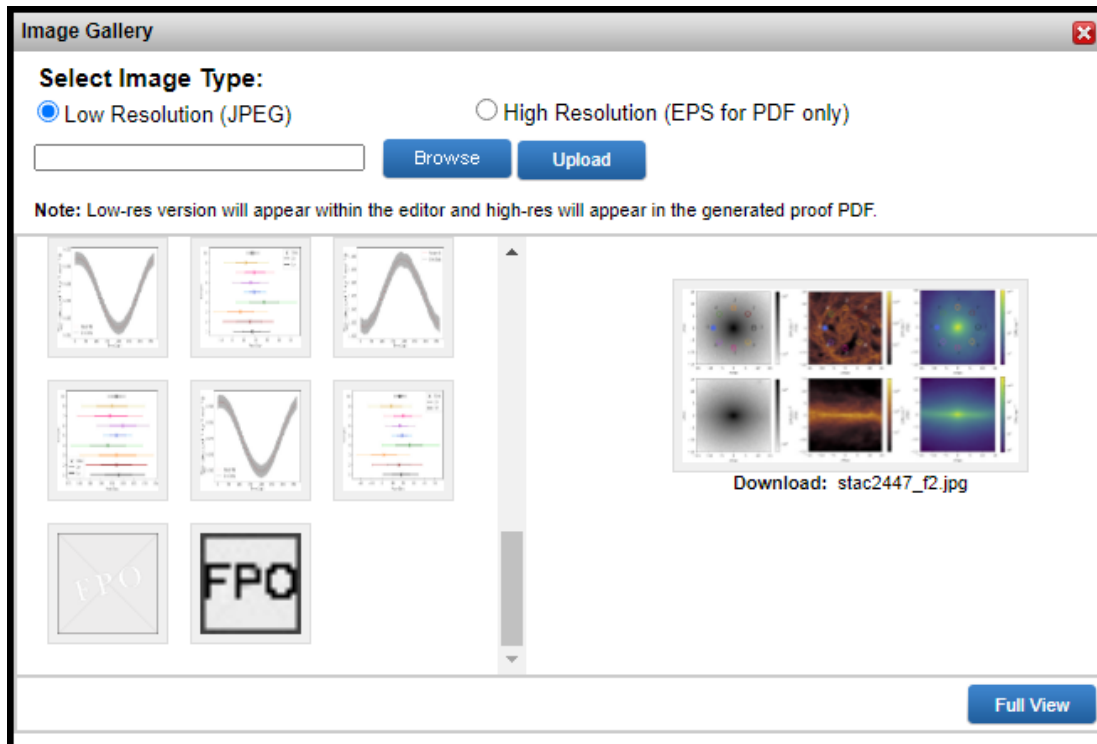 Image Gallery
Select Image Type:
Low Resolution (JPEG)
High Resolution (EPS for PDF only)
Browse
Upload
Note: Low-res version will appear within the editor and high-res will appear in the generated proof PDF.
FPO
FPO
Download: stac2447_f2.jpg
Full View